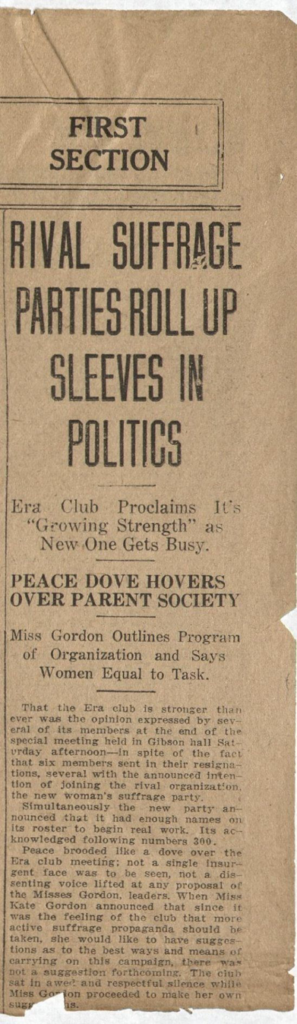 FIRST
SECTION
RIVAL SUFFRAGE
PARTIES ROLL UP
SLEEVES IN
POLITICS
Era Club Proclaims It's
"Growing Strength" as
New One Gets Busy.
PEACE DOVE HOVERS
OVER PARENT SOCIETY
Miss Gordon Outlines Program
of Organization and Says
Women Equal to Task.
That the Era club is stronger than
ever was the opinion expressed by sev-
eral of its members at the end of the
special meeting held in Gibson hall Sat-
urday afternoon—in spite of the fact
that six members sent in their resigna-
tions, several with the announced inten-
tion of joining the rival organization,
the new woman's suffrage party.
Simultaneously the new party an-
nounced that it had enough names on
its roster to begin real work. Its ac-
knowledged following numbers 300.
Peace brooded like a dove over the
Era club meeting; not a single insur-
gent face was to be seen, not a dis-
senting voice lifted at any proposal of
the Misses Gordon, leaders. When Miss
Kate Gordon announced that since it
was the feeling of the club that more
active suffrage propaganda should be
taken, she would like to have sugges-
tions as to the best ways and means of
carrying on this campaign, there was
not a suggestion forthcoming. The club
sat in awed and respectful silence while
Miss Gordon proceeded to make her own